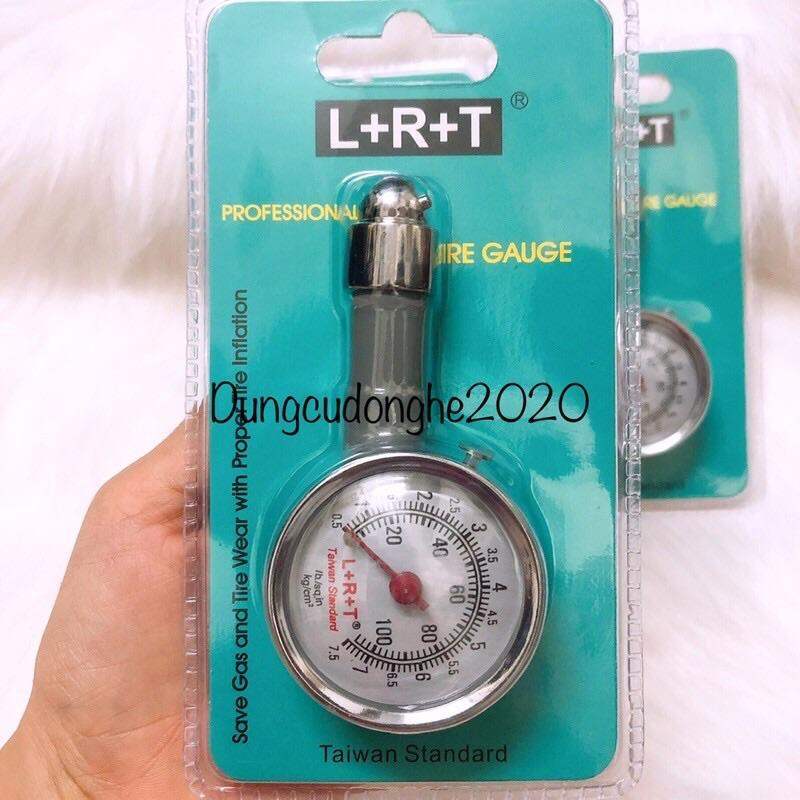 L+R+T®
PROFESSIONAL
TIRE GAUGE
Save Gas and Tire Wear with Proper Tire Inflation
Dungcudonghe2020
0.5 1 2 2.5 3 3.5 4 4.5 5 5.5 6 6.5 7 7.5
20 40 60 80 100
L+R+T®
Taiwan Standard
lb./sq.in
kg/cm²
Taiwan Standard
+T
RE GAUGE